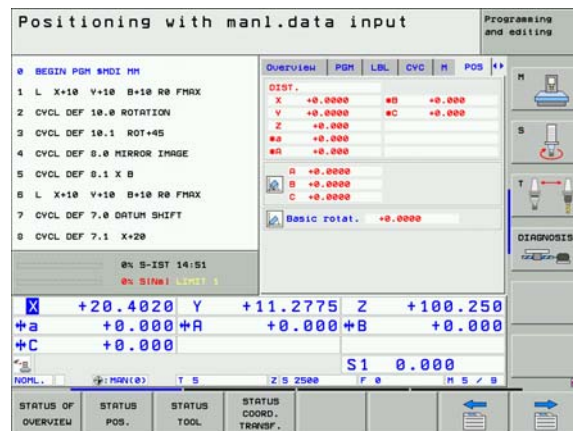 Positioning with manl.data input
Programming and editing
0 BEGIN PGM $MDI MM
1 L X+10 Y+10 B+10 R0 FMAX
2 CYCL DEF 10.0 ROTATION
3 CYCL DEF 10.1 ROT+45
4 CYCL DEF 8.0 MIRROR IMAGE
5 CYCL DEF 8.1 X B
6 L X+10 Y+10 B+10 R0 FMAX
7 CYCL DEF 7.0 DATUM SHIFT
8 CYCL DEF 7.1 X+20
0% S-IST 14:51
0% S[Nm] LIMIT 1
Overview PGM LBL CYC M POS
DIST.
X +0.0000 *B +0.0000
Y +0.0000 *C +0.0000
Z +0.000
*a +0.000
*A +0.000
A +0.0000
B +0.0000
C +0.0000
Basic rotat. +0.0000
M
S
T
DIAGNOSIS
X +20.4020 Y +11.2775 Z +100.250
a +0.000 A +0.000 B +0.000
C +0.000
S1 0.000
NOML. : MAN(0) T 5 Z S 2500 F 0 M 5 / 9
STATUS OF OVERVIEW
STATUS POS.
STATUS TOOL
STATUS COORD. TRANSF.